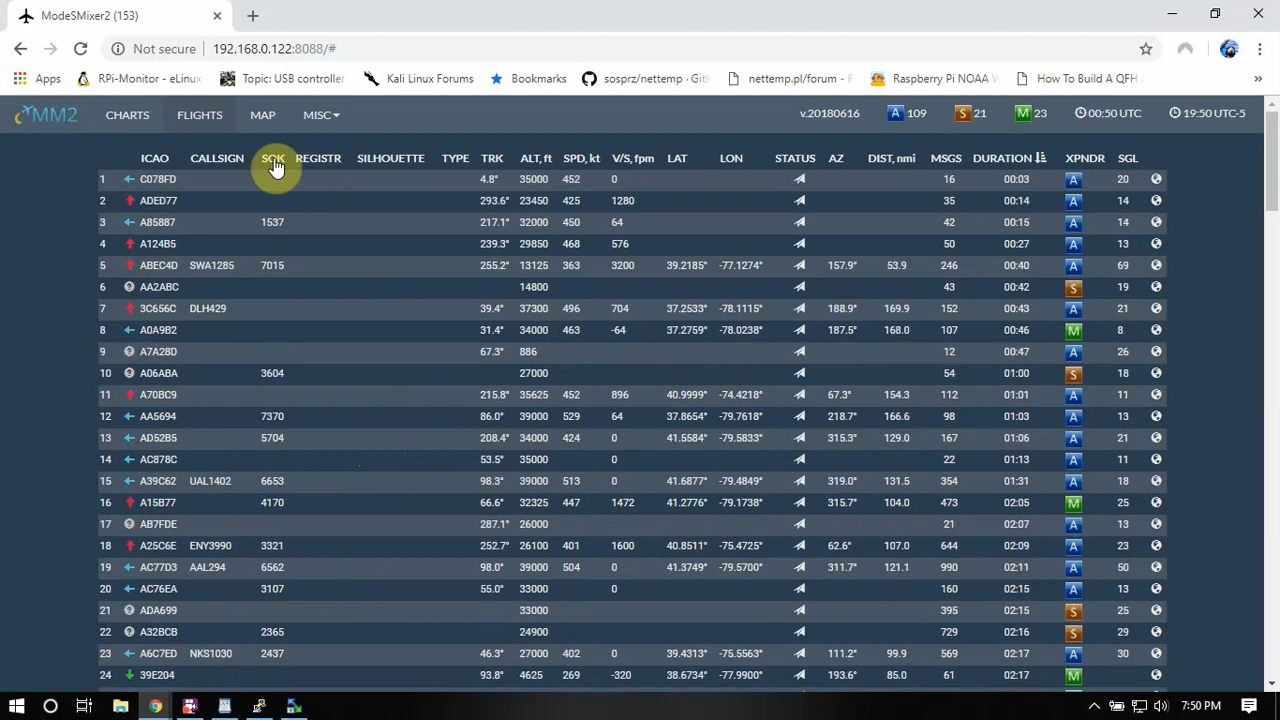 ModeSMixer2 (153)
Not secure 192.168.0.122:8088/#
Apps RPi-Monitor - eLinux Topic: USB controller Kali Linux Forums Bookmarks sosprz/nettemp · Git nettemp.pl/forum - F Raspberry Pi NOAA How To Build A QFH
MM2 CHARTS FLIGHTS MAP MISC v.20180616 A 109 S 21 M 23 00:50 UTC 19:50 UTC-5
ICAO CALLSIGN SQK REGISTR SILHOUETTE TYPE TRK ALT, ft SPD, kt V/S, fpm LAT LON STATUS AZ DIST, nmi MSGS DURATION XPNDR SGL
1 C078FD 4.8° 35000 452 0 16 00:03 A 20
2 ADED77 293.6° 23450 425 1280 35 00:14 A 14
3 A85887 1537 217.1° 32000 450 64 42 00:15 A 14
4 A124B5 239.3° 29850 468 576 50 00:27 A 13
5 ABEC4D SWA1285 7015 255.2° 13125 363 3200 39.2185° -77.1274° 157.9° 53.9 246 00:40 A 69
6 AA2ABC 14800 43 00:42 S 19
7 3C656C DLH429 39.4° 37300 496 704 37.2533° -78.1115° 188.9° 169.9 152 00:43 A 21
8 A0A9B2 31.4° 34000 463 -64 37.2759° -78.0238° 187.5° 168.0 107 00:46 M 8
9 A7A28D 67.3° 886 12 00:47 A 26
10 A06ABA 3604 27000 54 01:00 S 18
11 A70BC9 215.8° 35625 452 896 40.9999° -74.4218° 67.3° 154.3 112 01:01 A 11
12 AA5694 7370 86.0° 39000 529 64 37.8654° -79.7618° 218.7° 166.6 98 01:03 A 13
13 AD52B5 5704 208.4° 34000 424 0 41.5584° -79.5833° 315.3° 129.0 167 01:06 A 21
14 AC878C 53.5° 35000 0 22 01:13 A 11
15 A39C62 UAL1402 6653 98.3° 39000 513 0 41.6877° -79.4849° 319.0° 131.5 354 01:31 A 18
16 A15B77 4170 66.6° 32325 447 1472 41.2776° -79.1738° 315.7° 104.0 473 02:05 M 25
17 AB7FDE 287.1° 26000 21 02:07 A 13
18 A25C6E ENY3990 3321 252.7° 26100 401 1600 40.8511° -75.4725° 62.6° 107.0 644 02:09 A 23
19 AC77D3 AAL294 6562 98.0° 39000 504 0 41.3749° -79.5700° 311.7° 121.1 990 02:11 A 50
20 AC76EA 3107 55.0° 33000 0 160 02:15 A 13
21 ADA699 33000 395 02:15 S 25
22 A32BCB 2365 24900 729 02:16 S 29
23 A6C7ED NKS1030 2437 46.3° 27000 402 0 39.4313° -75.5563° 111.2° 99.9 569 02:17 A 30
24 39E204 93.8° 4625 269 -320 38.6734° -77.9900° 193.6° 85.0 61 02:17 M
7:50 PM